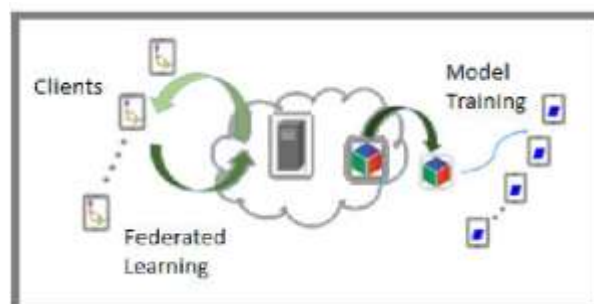 Clients
Model
Training
Federated
Learning